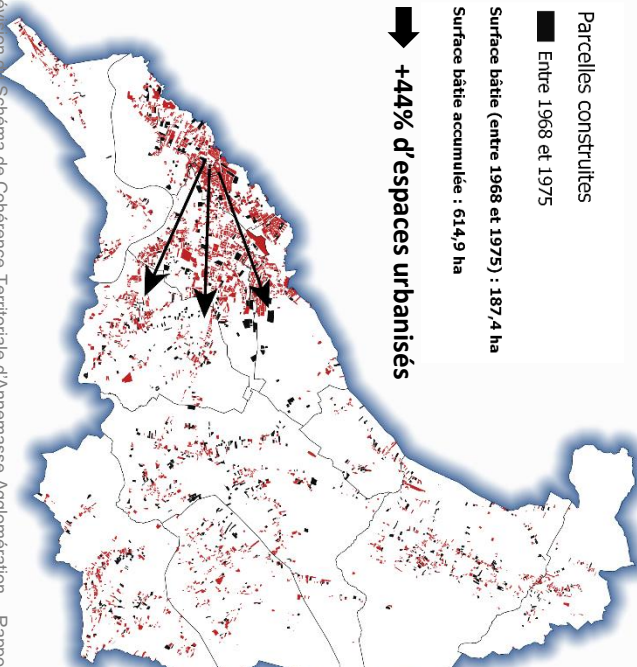 Parcelles construites
Entre 1968 et 1975
Surface bâtie (entre 1968 et 1975) : 187,4 ha
Surface bâtie accumulée : 614,9 ha
+44% d'espaces urbanisés
Schéma de Cohérence Territoriale d'Annemasse Agglomération